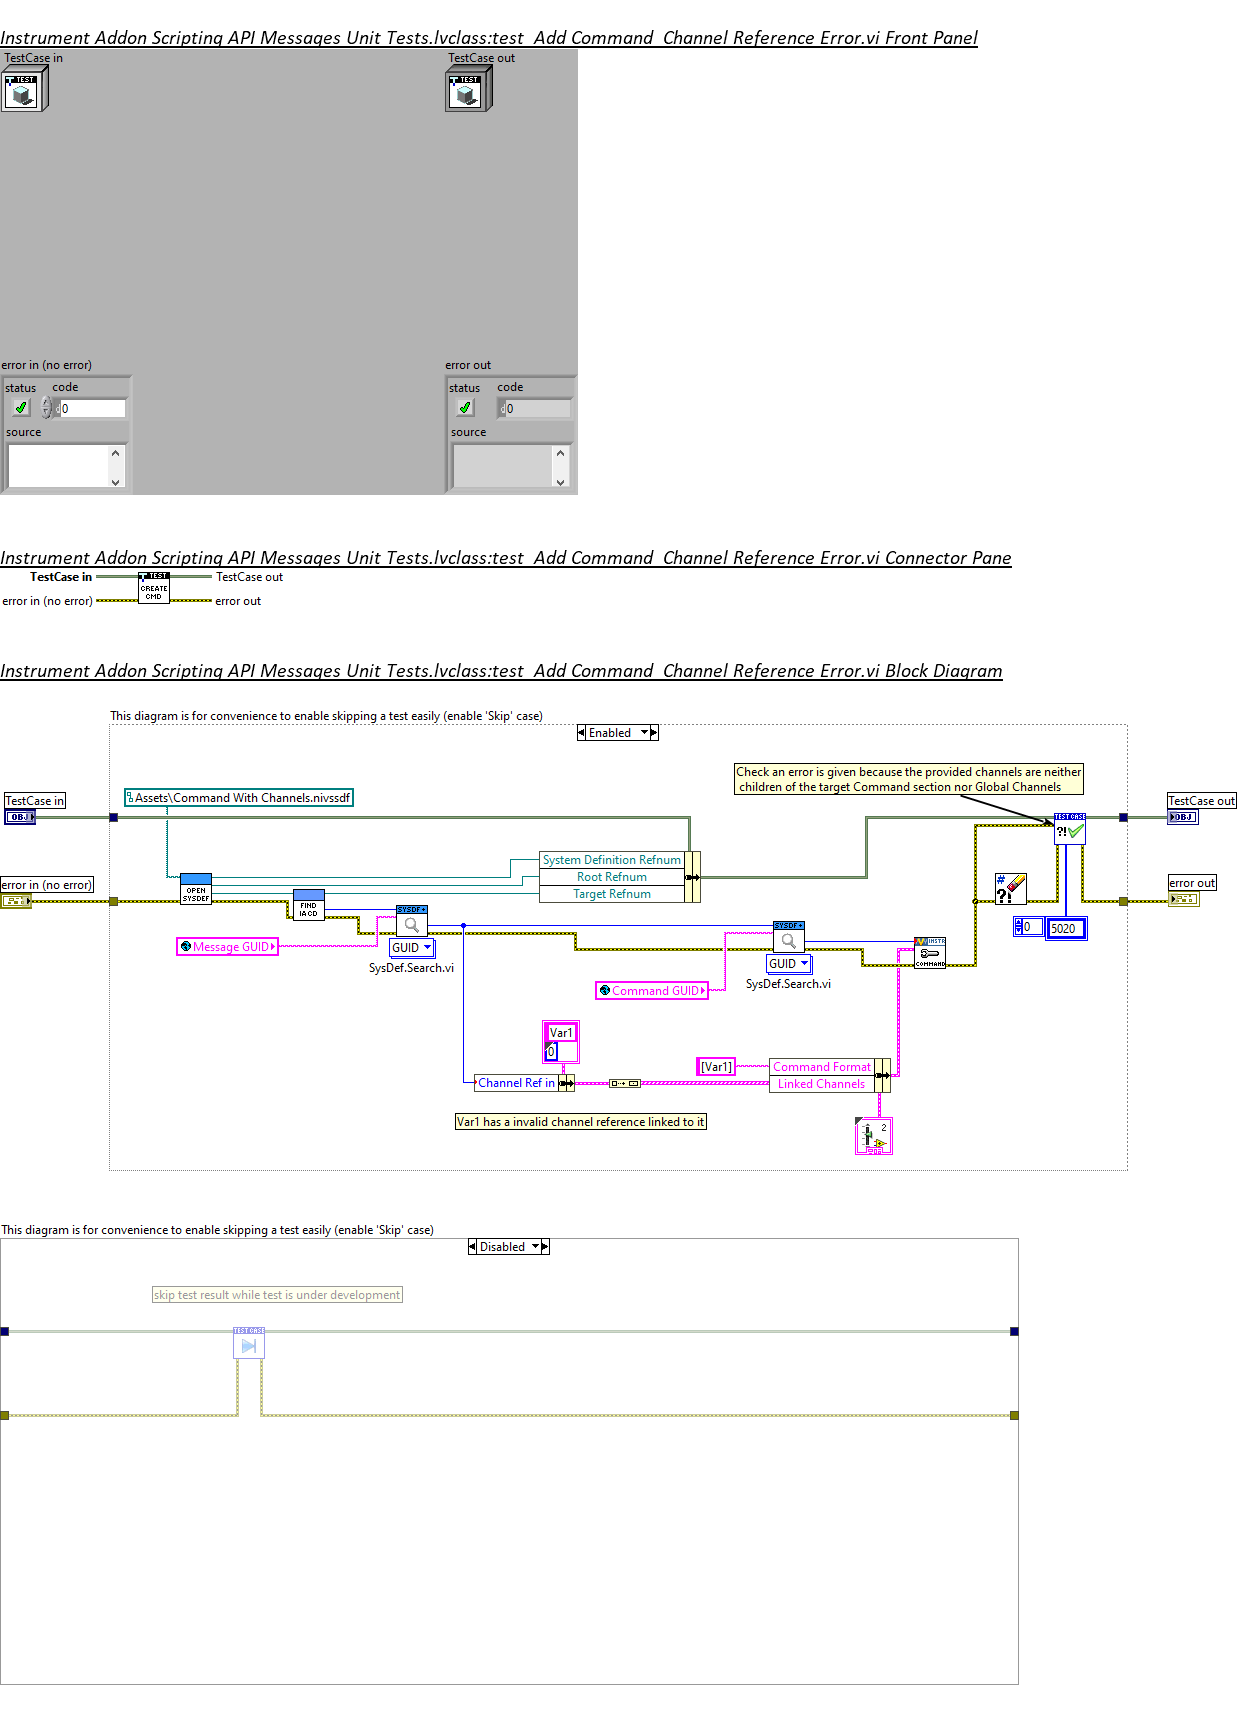 Instrument Addon Scripting API Messages Unit Tests.lvclass:test_Add Command_Channel Reference Error.vi Front Panel
TestCase in
TestCase out
TEST
TEST
error in (no error)
error out
status
code
status
code
0
0
source
source
Instrument Addon Scripting API Messages Unit Tests.lvclass:test_Add Command_Channel Reference Error.vi Connector Pane
TestCase in
TEST
CREATE
CMD
TestCase out
error in (no error)
error out
Instrument Addon Scripting API Messages Unit Tests.lvclass:test_Add Command_Channel Reference Error.vi Block Diagram
This diagram is for convenience to enable skipping a test easily (enable 'Skip' case)
Enabled
Check an error is given because the provided channels are neither
children of the target Command section nor Global Channels
TestCase in
OBJ
Assets\Command With Channels.nivssdf
TestCase out
OBJ
TEST CASE
?!
System Definition Refnum
Root Refnum
Target Refnum
error in (no error)
OPEN
SYSDEF
FIND
IACD
SYSDF
GUID
SysDef.Search.vi
Message GUID
SYSDF
GUID
SysDef.Search.vi
Command GUID
INSTR
COMMAND
#
?!
0
5020
error out
Var1
0
Channel Ref in
[Var1]
Command Format
Linked Channels
2
Var1 has a invalid channel reference linked to it
This diagram is for convenience to enable skipping a test easily (enable 'Skip' case)
Disabled
skip test result while test is under development
TEST CASE